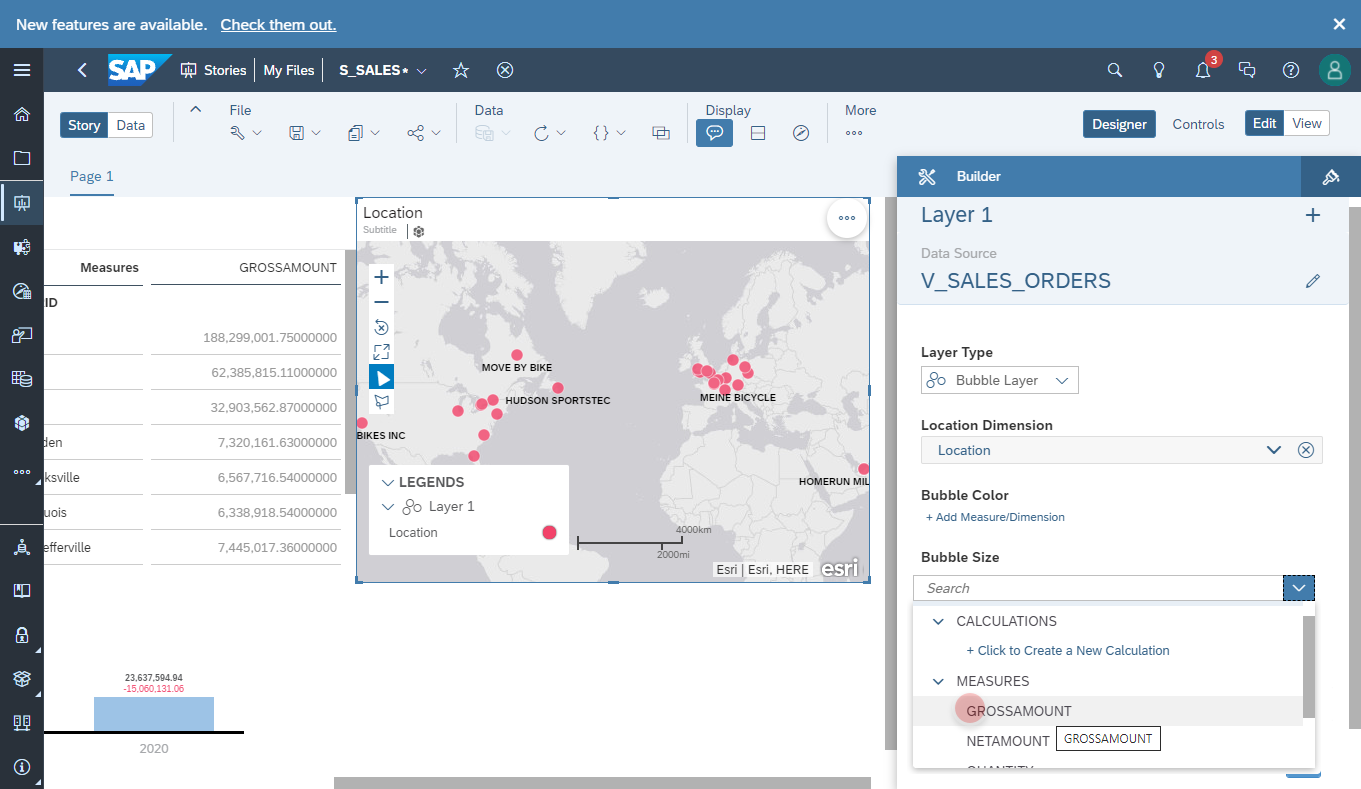 New features are available. Check them out.
SAP Stories My Files S_SALES* 3
Story Data File Data Display More Designer Controls Edit View
Page 1
Measures GROSSAMOUNT
ID
188,299,001.75000000
62,385,815.11000000
32,903,562.87000000
den 7,320,161.63000000
ksville 6,567,716.54000000
uois 6,338,918.54000000
efferville 7,445,017.36000000
23,637,594.94
-15,060,131.06
2020
Location
Subtitle
MOVE BY BIKE
HUDSON SPORTSTEC
MEINE BICYCLE
BIKES INC
HOMERUN MIL
LEGENDS
Layer 1
Location
4000km
2000mi
Esri | Esri, HERE esri
Builder
Layer 1
Data Source
V_SALES_ORDERS
Layer Type
Bubble Layer
Location Dimension
Location
Bubble Color
+ Add Measure/Dimension
Bubble Size
Search
CALCULATIONS
+ Click to Create a New Calculation
MEASURES
GROSSAMOUNT
NETAMOUNT GROSSAMOUNT
QUANTITY